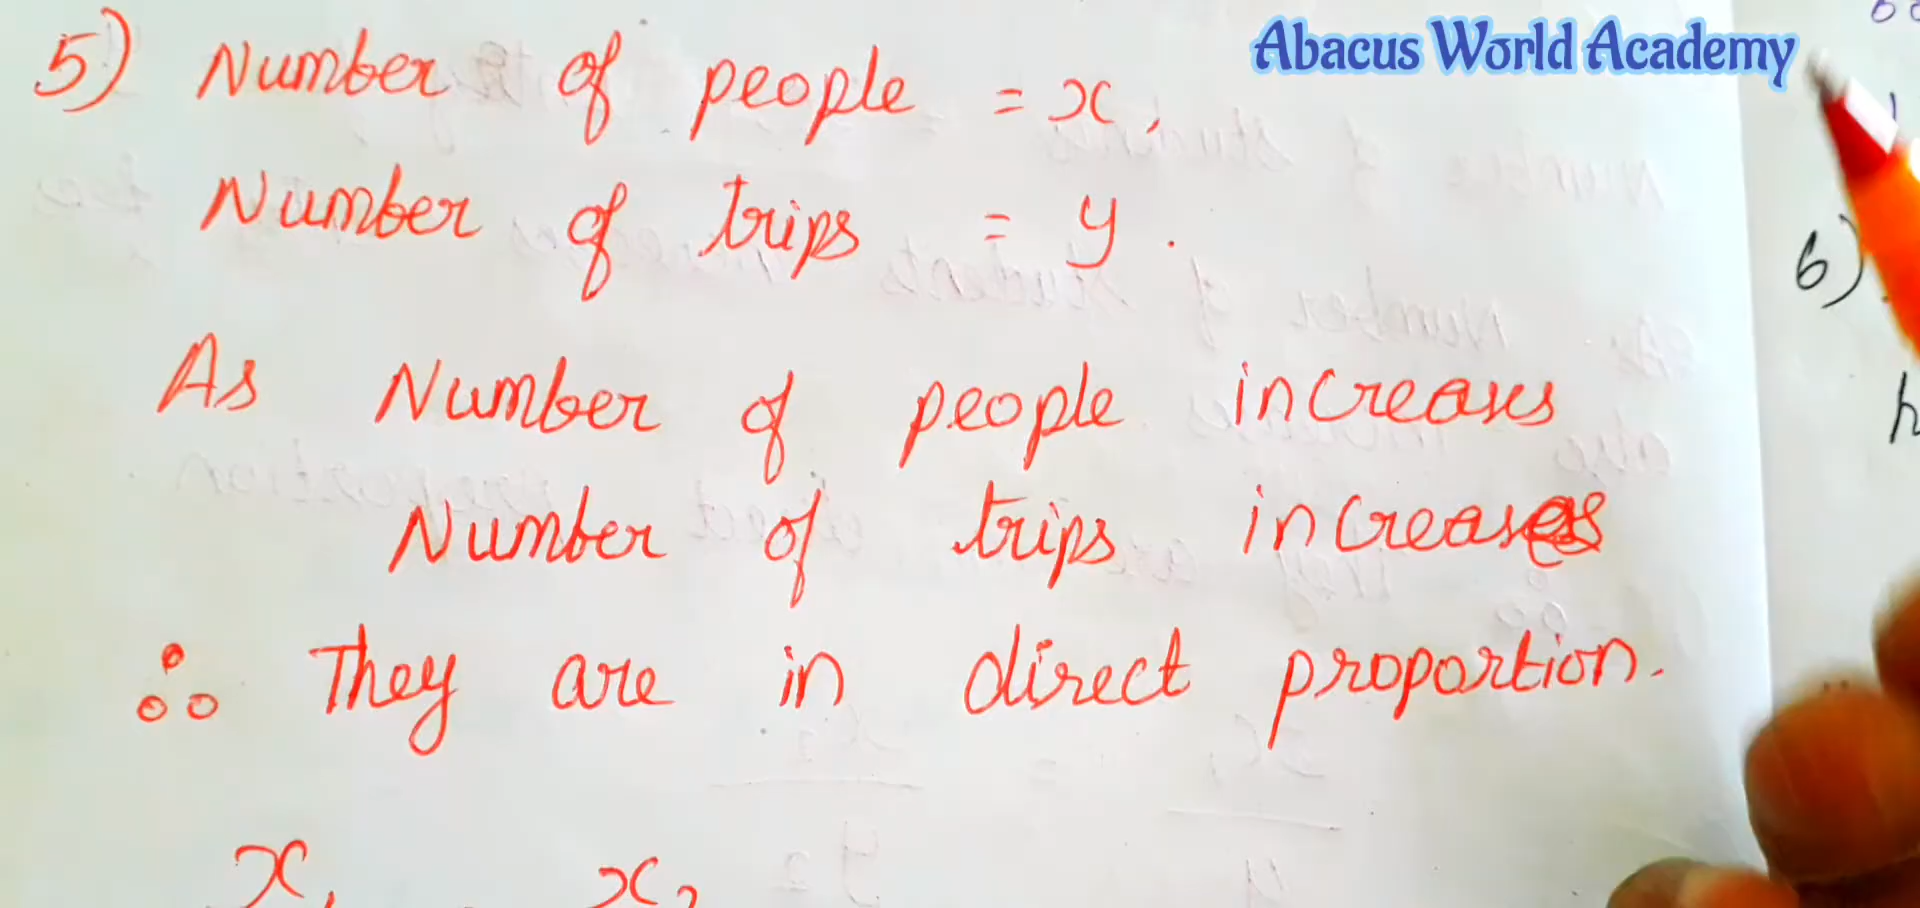 Abacus World Academy
5) Number of people = x,
Number of trips = y.
As Number of people increases
Number of trips increases
∴ They are in direct proportion.
x₁ x₂
6)
h